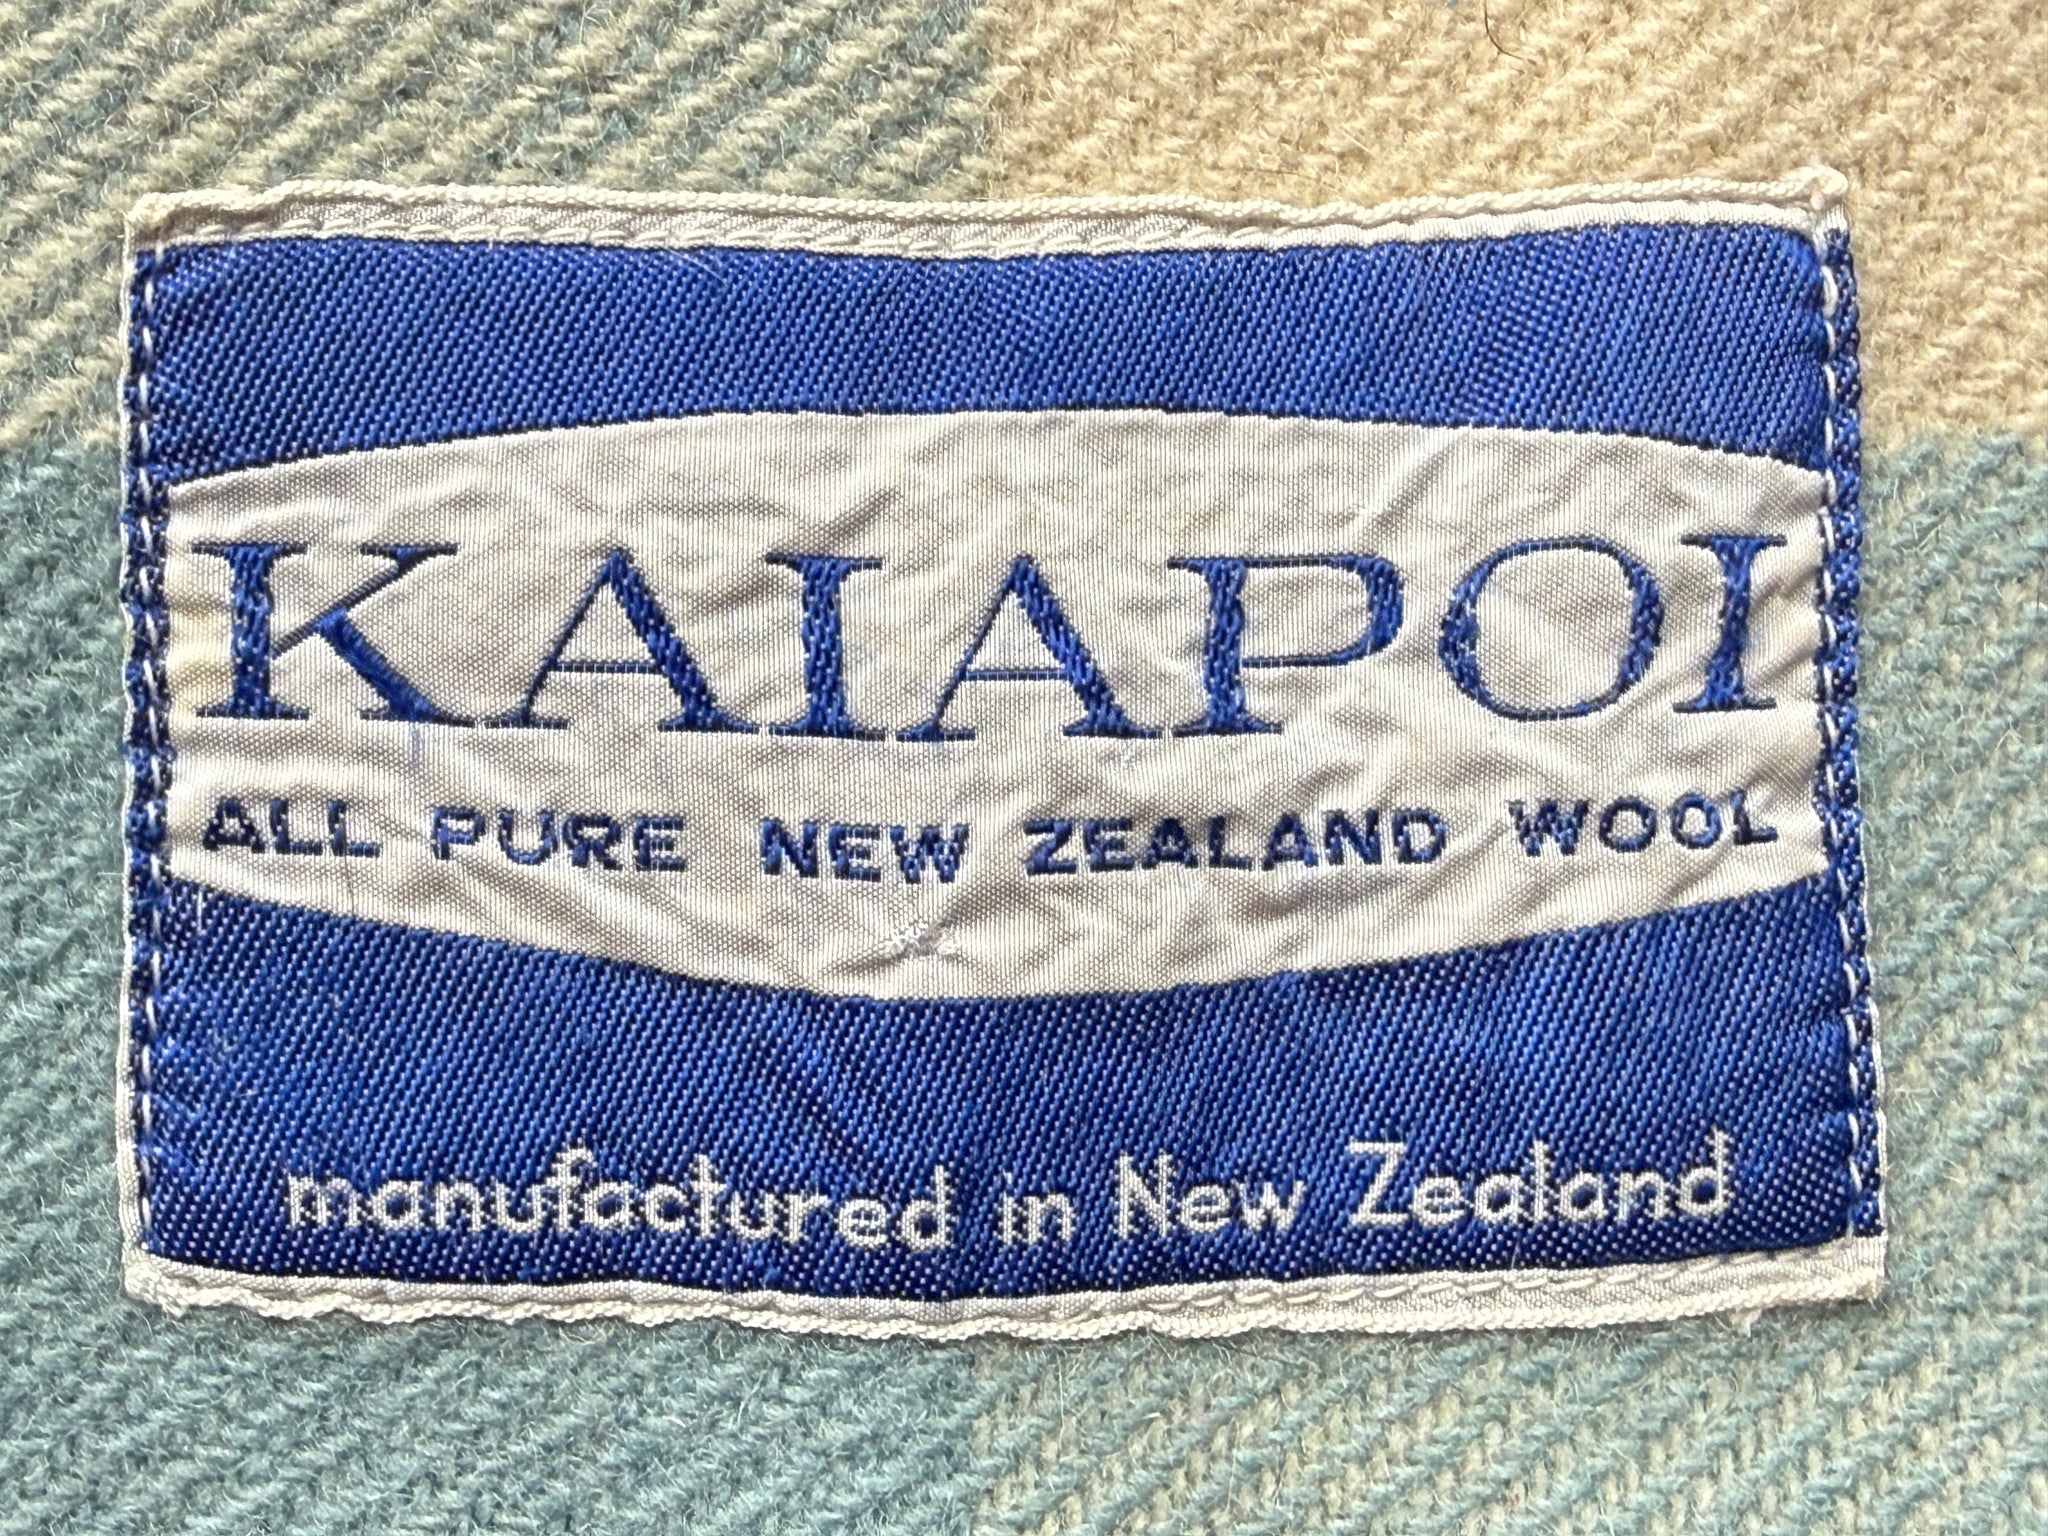 KAIAPOI
ALL PURE NEW ZEALAND WOOL
manufactured in New Zealand